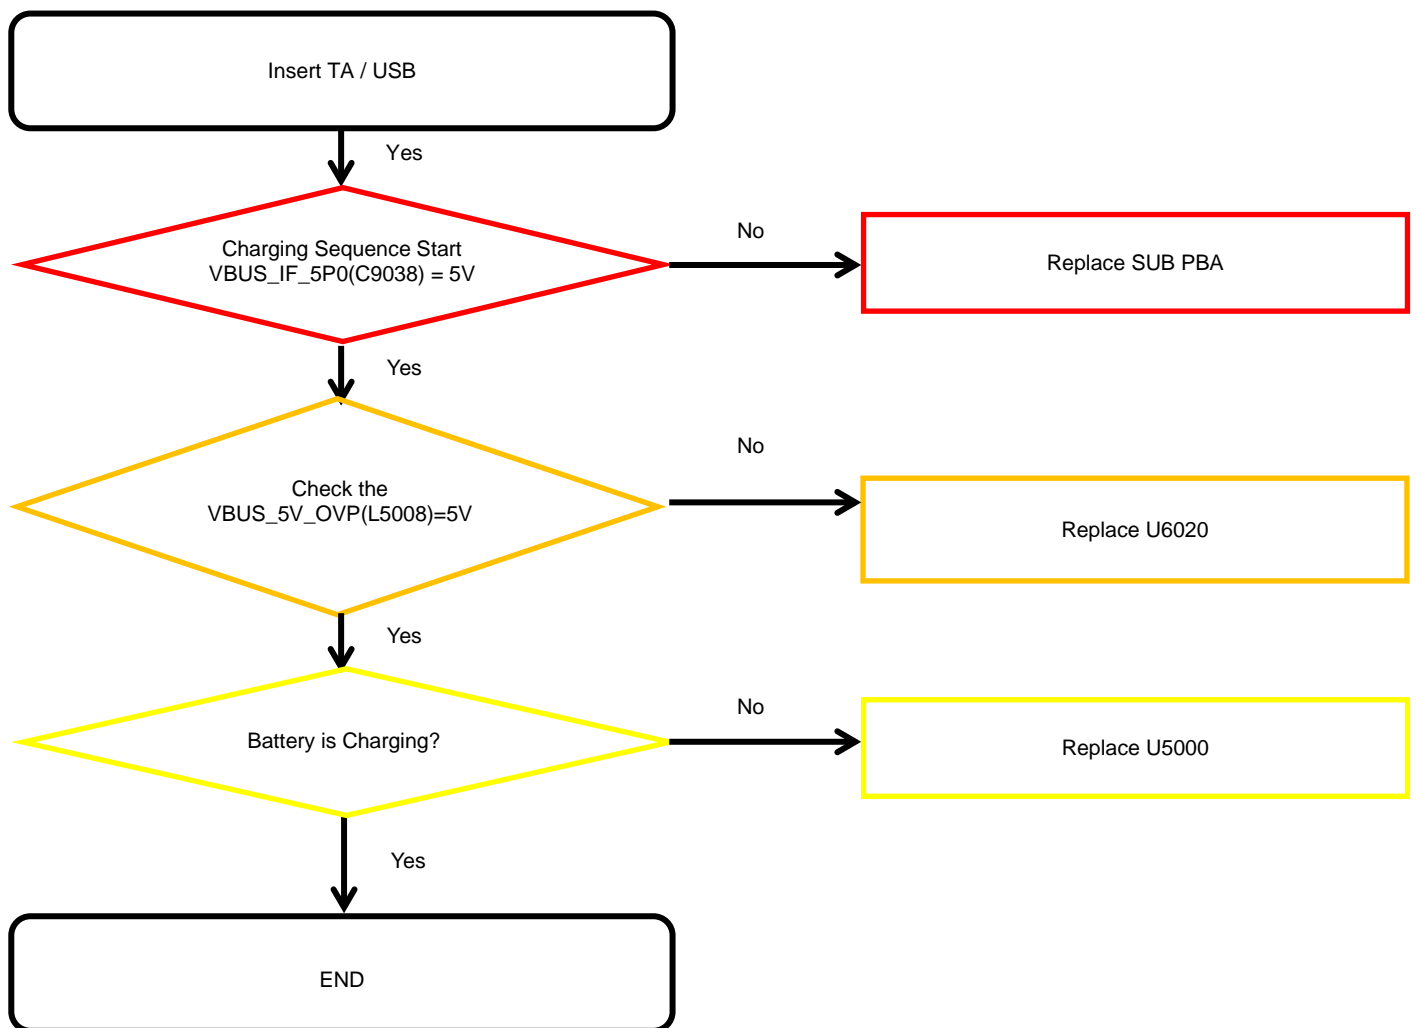 Insert TA / USB
Yes
Charging Sequence Start
VBUS_IF_5P0(C9038) = 5V
No
Replace SUB PBA
Yes
Check the
VBUS_5V_OVP(L5008)=5V
No
Replace U6020
Yes
Battery is Charging?
No
Replace U5000
Yes
END